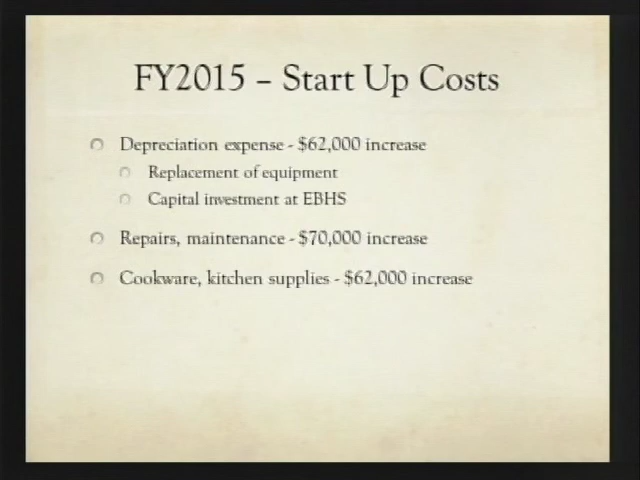 FY2015 – Start Up Costs
Depreciation expense - $62,000 increase
Replacement of equipment
Capital investment at EBHS
Repairs, maintenance - $70,000 increase
Cookware, kitchen supplies - $62,000 increase